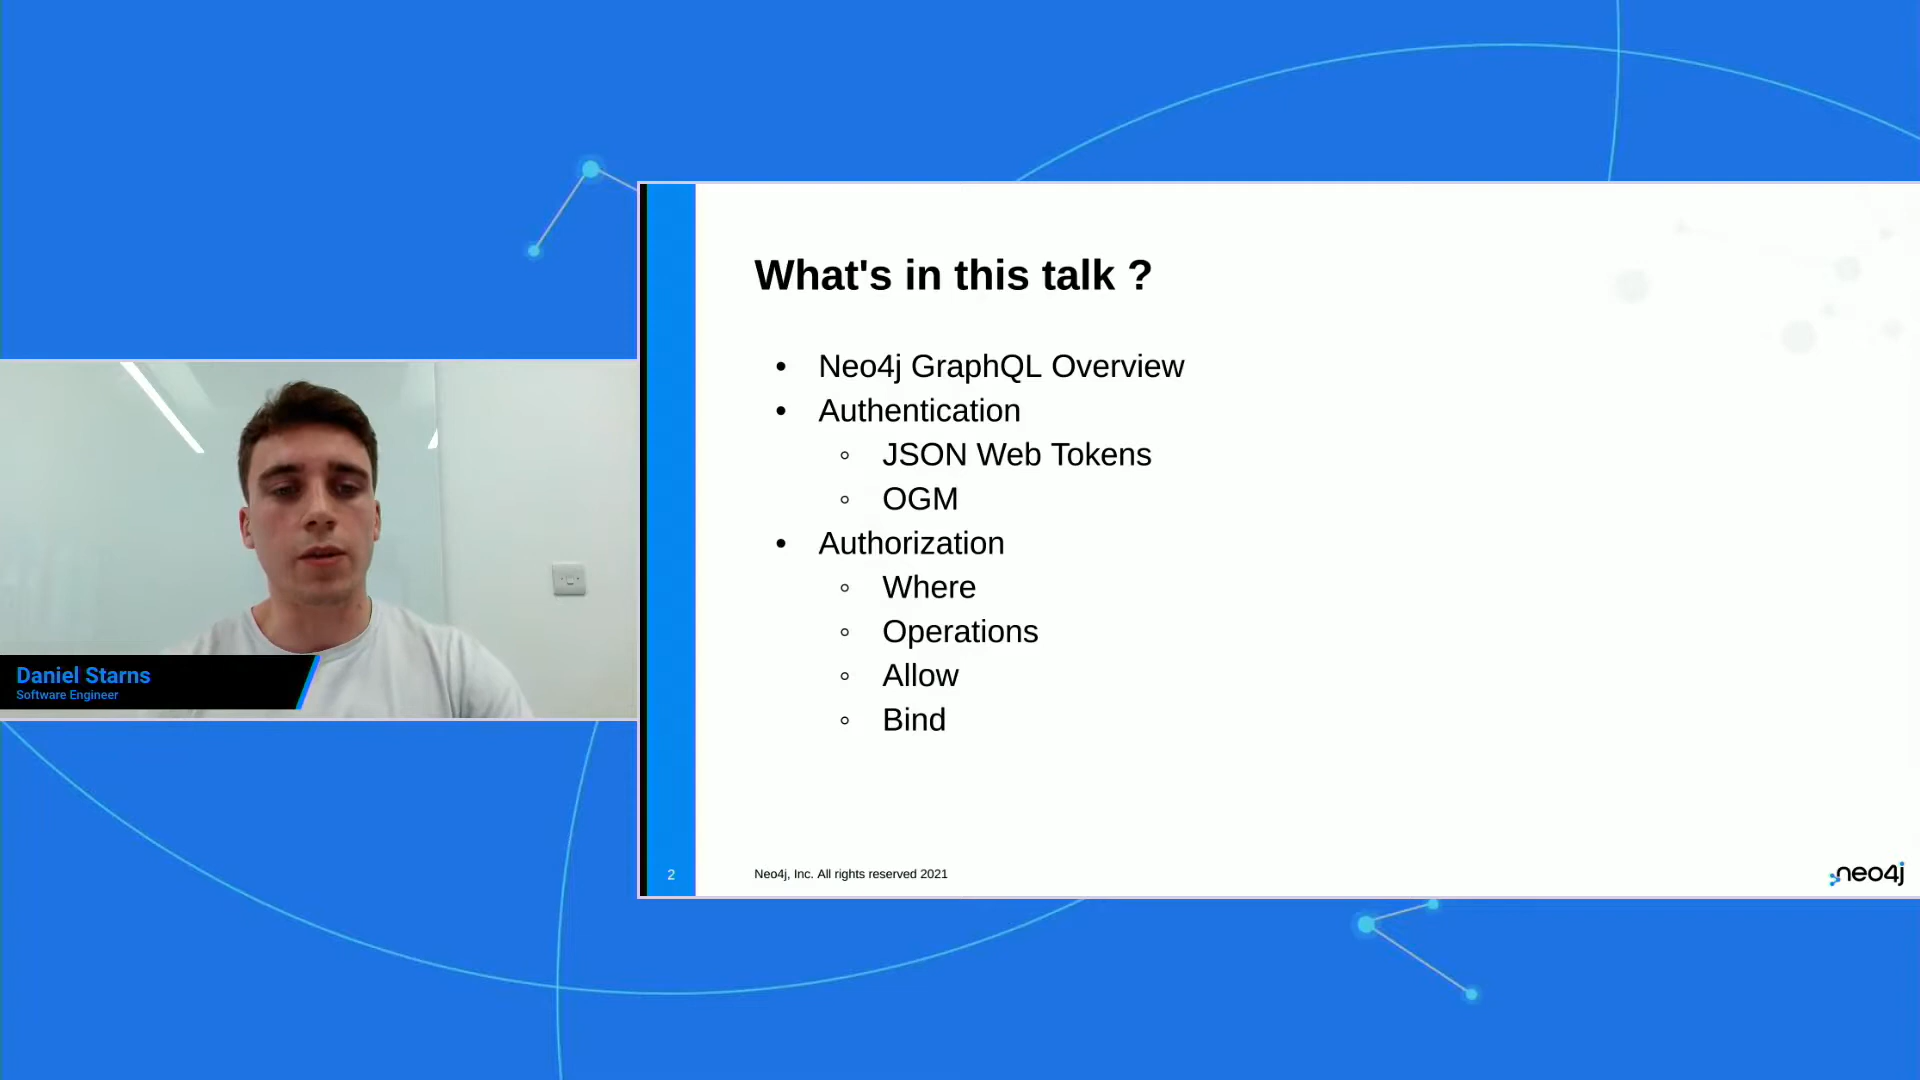 What's in this talk ?
• Neo4j GraphQL Overview
• Authentication
◦ JSON Web Tokens
◦ OGM
• Authorization
◦ Where
◦ Operations
◦ Allow
◦ Bind
Daniel Starns
Software Engineer
2
Neo4j, Inc. All rights reserved 2021
neo4j